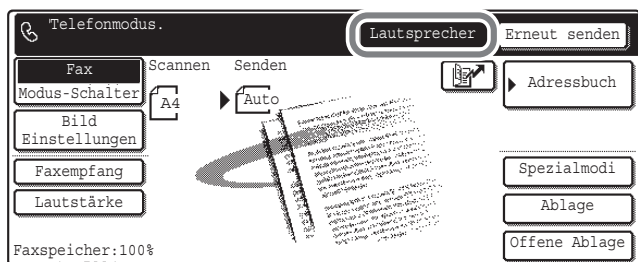 Telefonmodus.
Lautsprecher
Erneut senden
Fax
Modus-Schalter
Scannen
Senden
A4
Auto
Adressbuch
Bild
Einstellungen
Faxempfang
Lautstärke
Spezialmodi
Ablage
Offene Ablage
Faxspeicher:100%